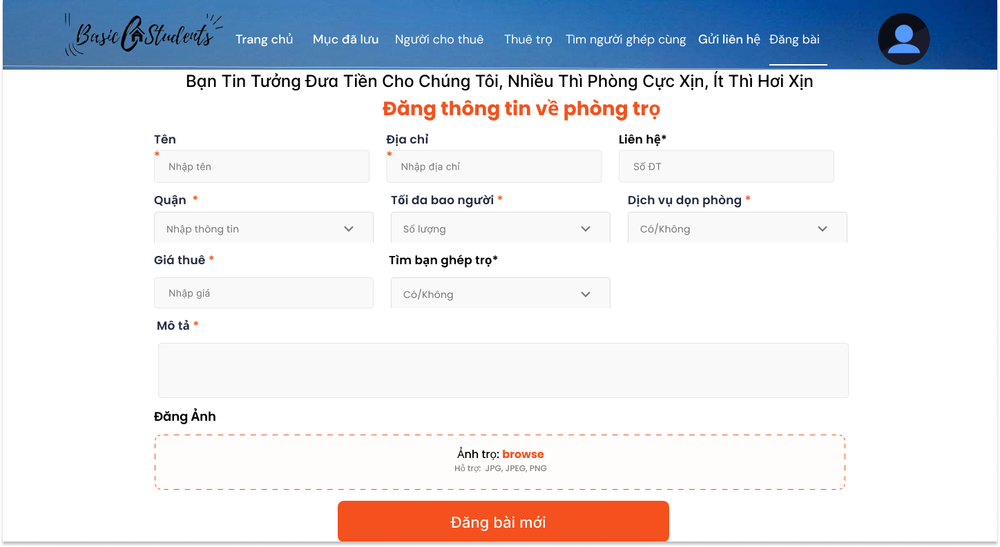 Basic Students
Trang chủ Mục đã lưu Người cho thuê Thuê trọ Tìm người ghép cùng Gửi liên hệ Đăng bài
Bạn Tin Tưởng Đưa Tiền Cho Chúng Tôi, Nhiều Thì Phòng Cực Xịn, Ít Thì Hơi Xịn
Đăng thông tin về phòng trọ
Tên Địa chỉ Liên hệ*
* *
Nhập tên Nhập địa chỉ Số ĐT
Quận * Tối đa bao người * Dịch vụ dọn phòng *
Nhập thông tin Số lượng Có/Không
Giá thuê * Tìm bạn ghép trọ*
Nhập giá Có/Không
Mô tả *
Đăng Ảnh
Ảnh trọ: browse
Hỗ trợ: JPG, JPEG, PNG
Đăng bài mới